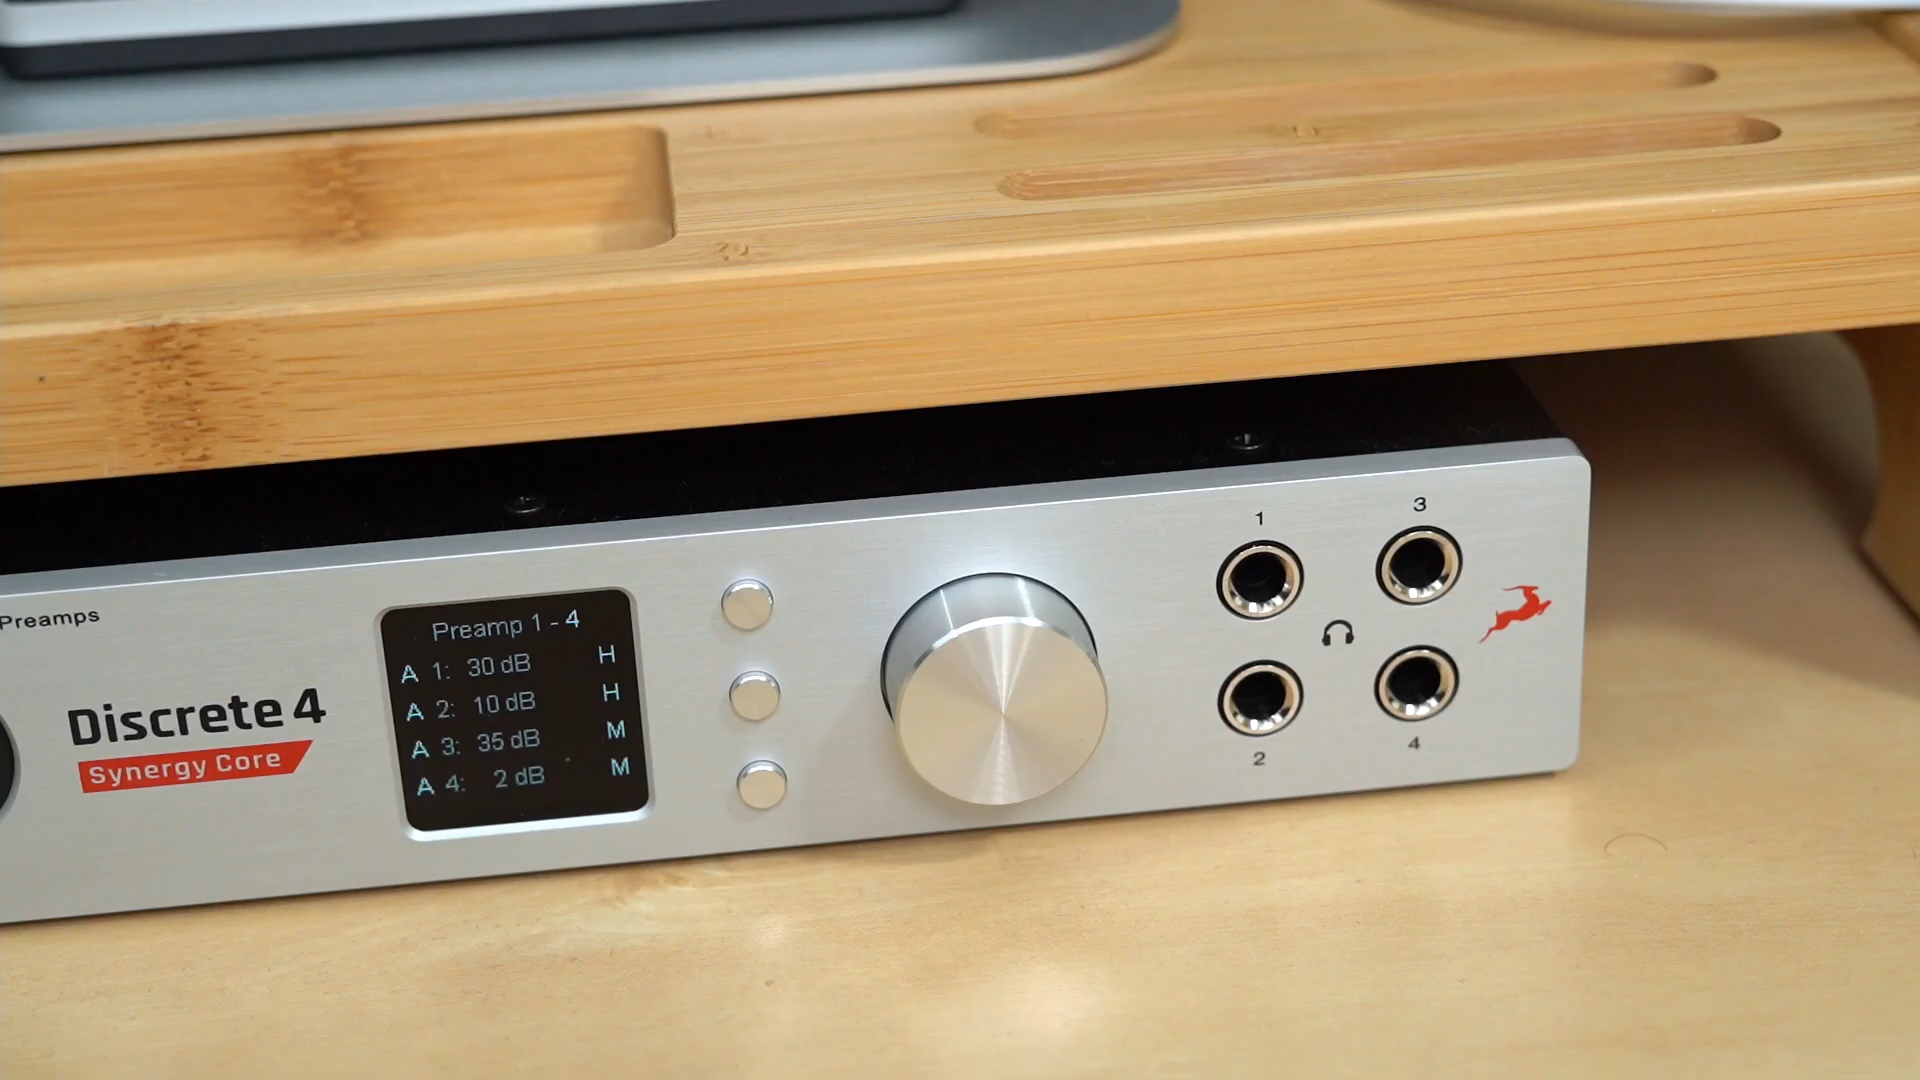 Preamps
Discrete 4
Synergy Core
Preamp 1 - 4
A 1: 30 dB H
A 2: 10 dB H
A 3: 35 dB M
A 4: 2 dB M
1
3
2
4